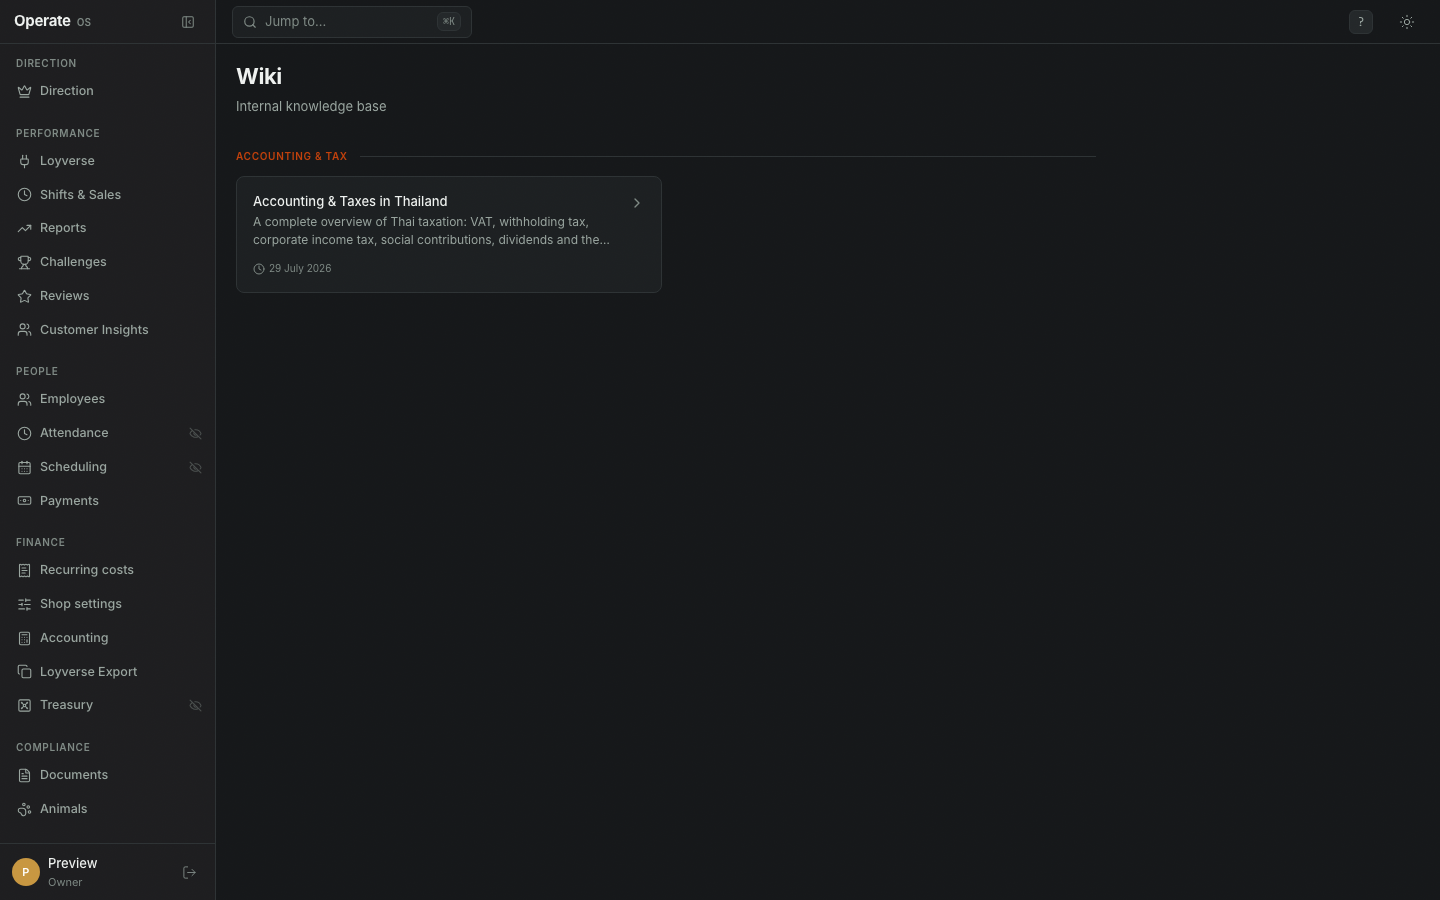 Operate OS
Jump to...
⌘K
?
DIRECTION
Direction
PERFORMANCE
Loyverse
Shifts & Sales
Reports
Challenges
Reviews
Customer Insights
PEOPLE
Employees
Attendance
Scheduling
Payments
FINANCE
Recurring costs
Shop settings
Accounting
Loyverse Export
Treasury
COMPLIANCE
Documents
Animals
P
Preview
Owner
Wiki
Internal knowledge base
ACCOUNTING & TAX
Accounting & Taxes in Thailand
A complete overview of Thai taxation: VAT, withholding tax,
corporate income tax, social contributions, dividends and the...
29 July 2026